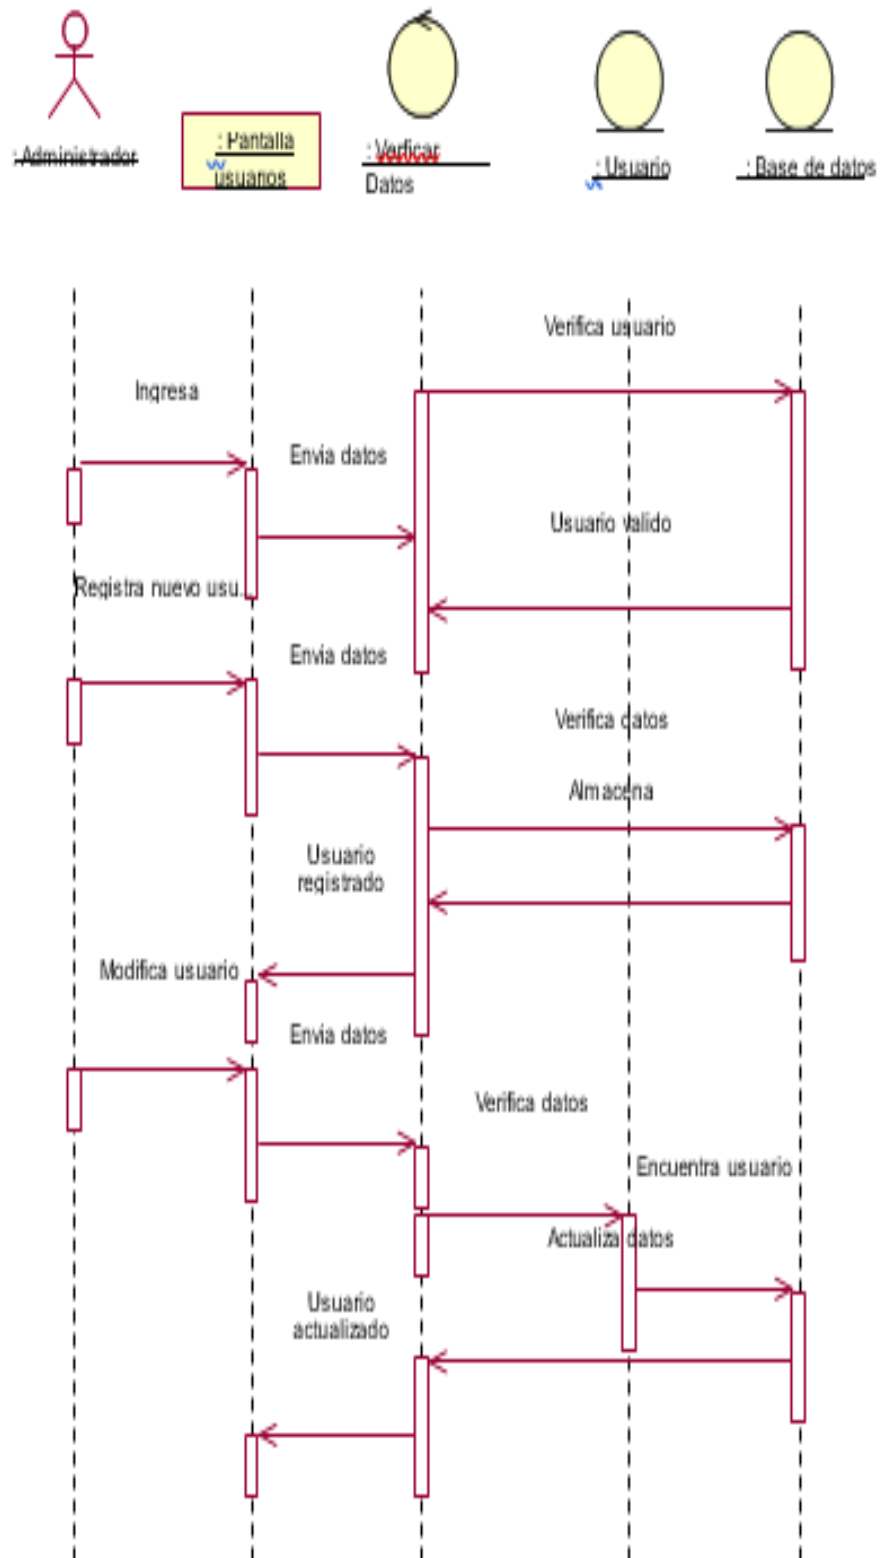 : Administrador
: Pantalla
usuarios
: Verficar
Datos
: Usuario
: Base de datos
Verifica usuario
Ingresa
Envia datos
Usuario valido
Registra nuevo usu...
Envia datos
Verifica datos
Almacena
Usuario
registrado
Modifica usuario
Envia datos
Verifica datos
Encuentra usuario
Actualiza datos
Usuario
actualizado